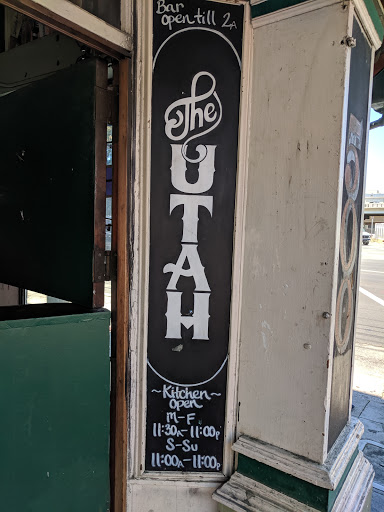 Bar
open till 2A
The
UTAH
~Kitchen~
open
M-F
11:30A-11:00P
S-Su
11:00A-11:00P